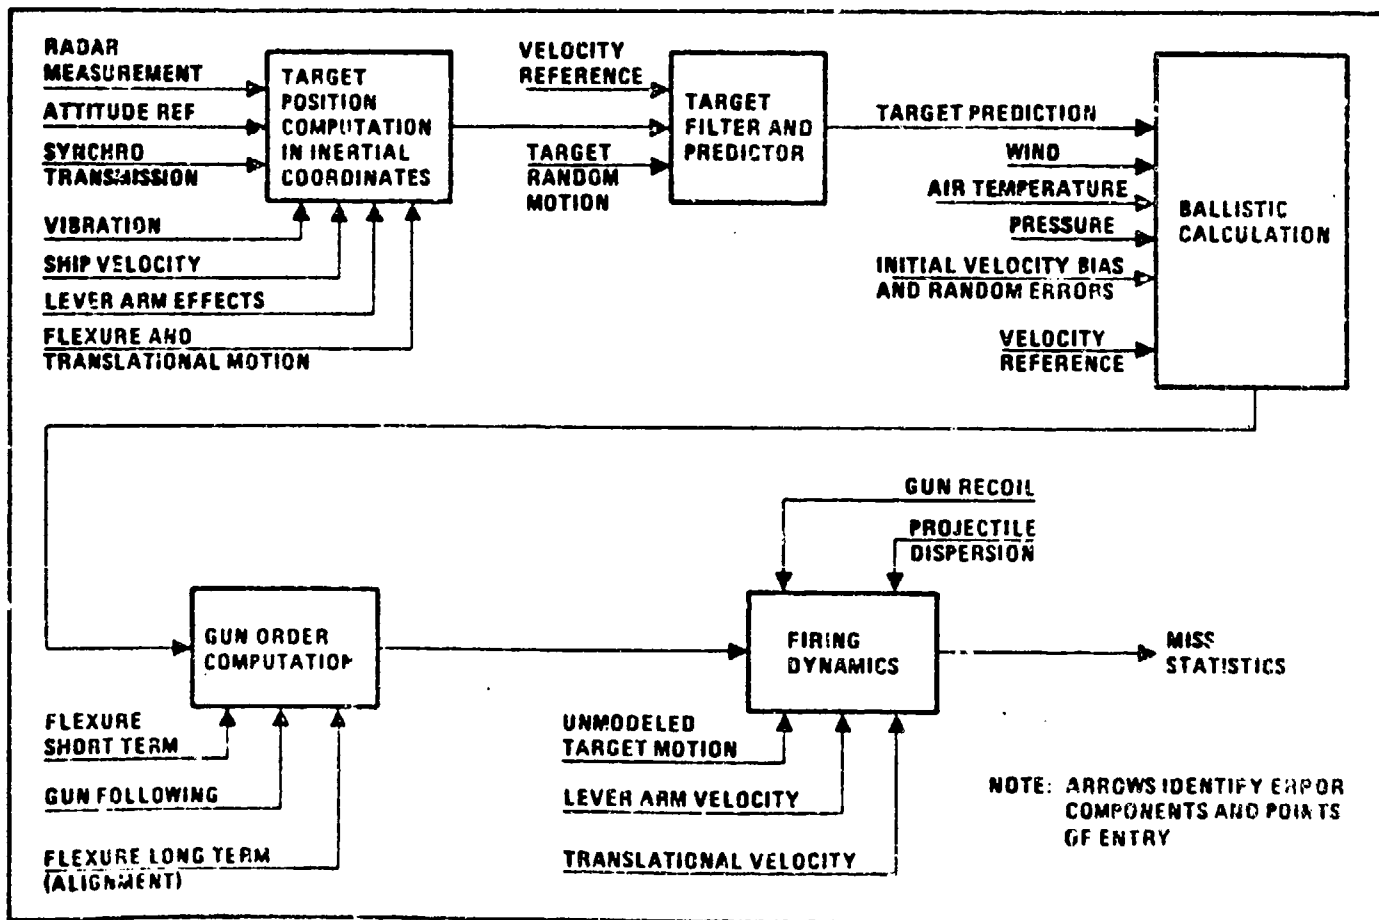 RADAR
MEASUREMENT
ATTITUDE REF
SYNCHRO
TRANSMISSION
VIBRATION
SHIP VELOCITY
LEVER ARM EFFECTS
FLEXURE AND
TRANSLATIONAL MOTION
TARGET
POSITION
COMPUTATION
IN INERTIAL
COORDINATES
VELOCITY
REFERENCE
TARGET
RANDOM
MOTION
TARGET
FILTER AND
PREDICTOR
TARGET PREDICTION
WIND
AIR TEMPERATURE
PRESSURE
INITIAL VELOCITY BIAS
AND RANDOM ERRORS
VELOCITY
REFERENCE
BALLISTIC
CALCULATION
GUN ORDER
COMPUTATION
FLEXURE
SHORT TERM
GUN FOLLOWING
FLEXURE LONG TERM
(ALIGNMENT)
GUN RECOIL
PROJECTILE
DISPERSION
FIRING
DYNAMICS
UNMODELED
TARGET MOTION
LEVER ARM VELOCITY
TRANSLATIONAL VELOCITY
MISS
STATISTICS
NOTE: ARROWS IDENTIFY ERROR
COMPONENTS AND POINTS
OF ENTRY